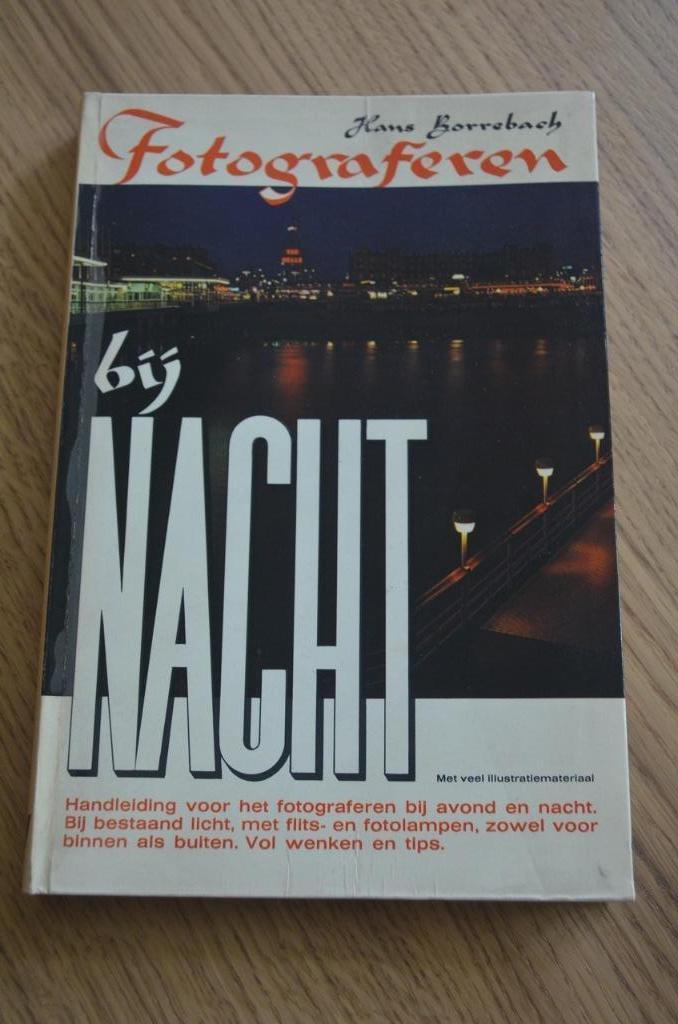 Hans Borrebach
Fotograferen
bij
NACHT
Met veel illustratiemateriaal
Handleiding voor het fotograferen bij avond en nacht.
Bij bestaand licht, met flits- en fotolampen, zowel voor
binnen als buiten. Vol wenken en tips.